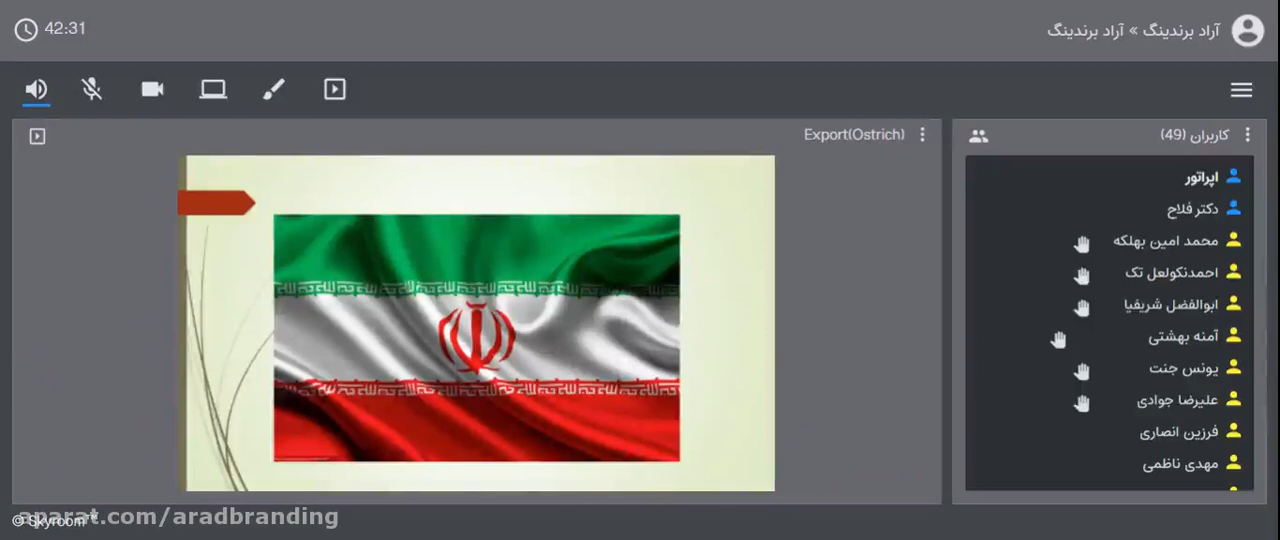 42:31
آراد برندینگ » آراد برندینگ
Export(Ostrich)
کاربران (49)
اپراتور
دکتر فلاح
محمد امین بهلکه
احمدنکولعل تک
ابوالفضل شریفیا
آمنه بهشتی
یونس جنت
علیرضا جوادی
فرزین انصاری
مهدی ناظمی
© Skyroom™
aparat.com/aradbranding